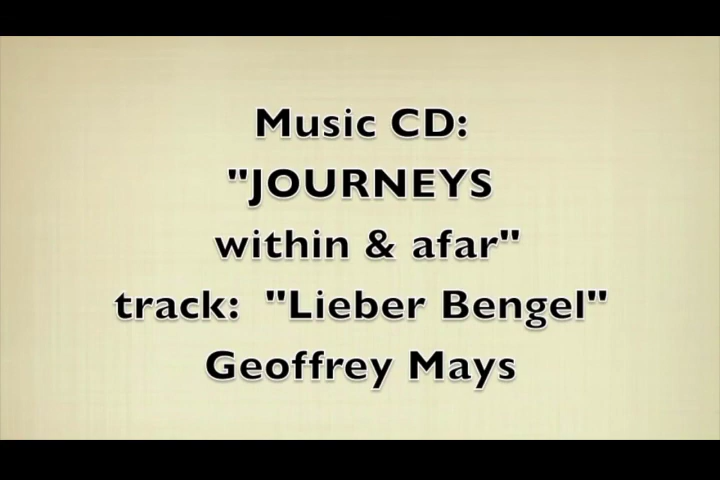 Music CD:
"JOURNEYS
within & afar"
track:  "Lieber Bengel"
Geoffrey Mays